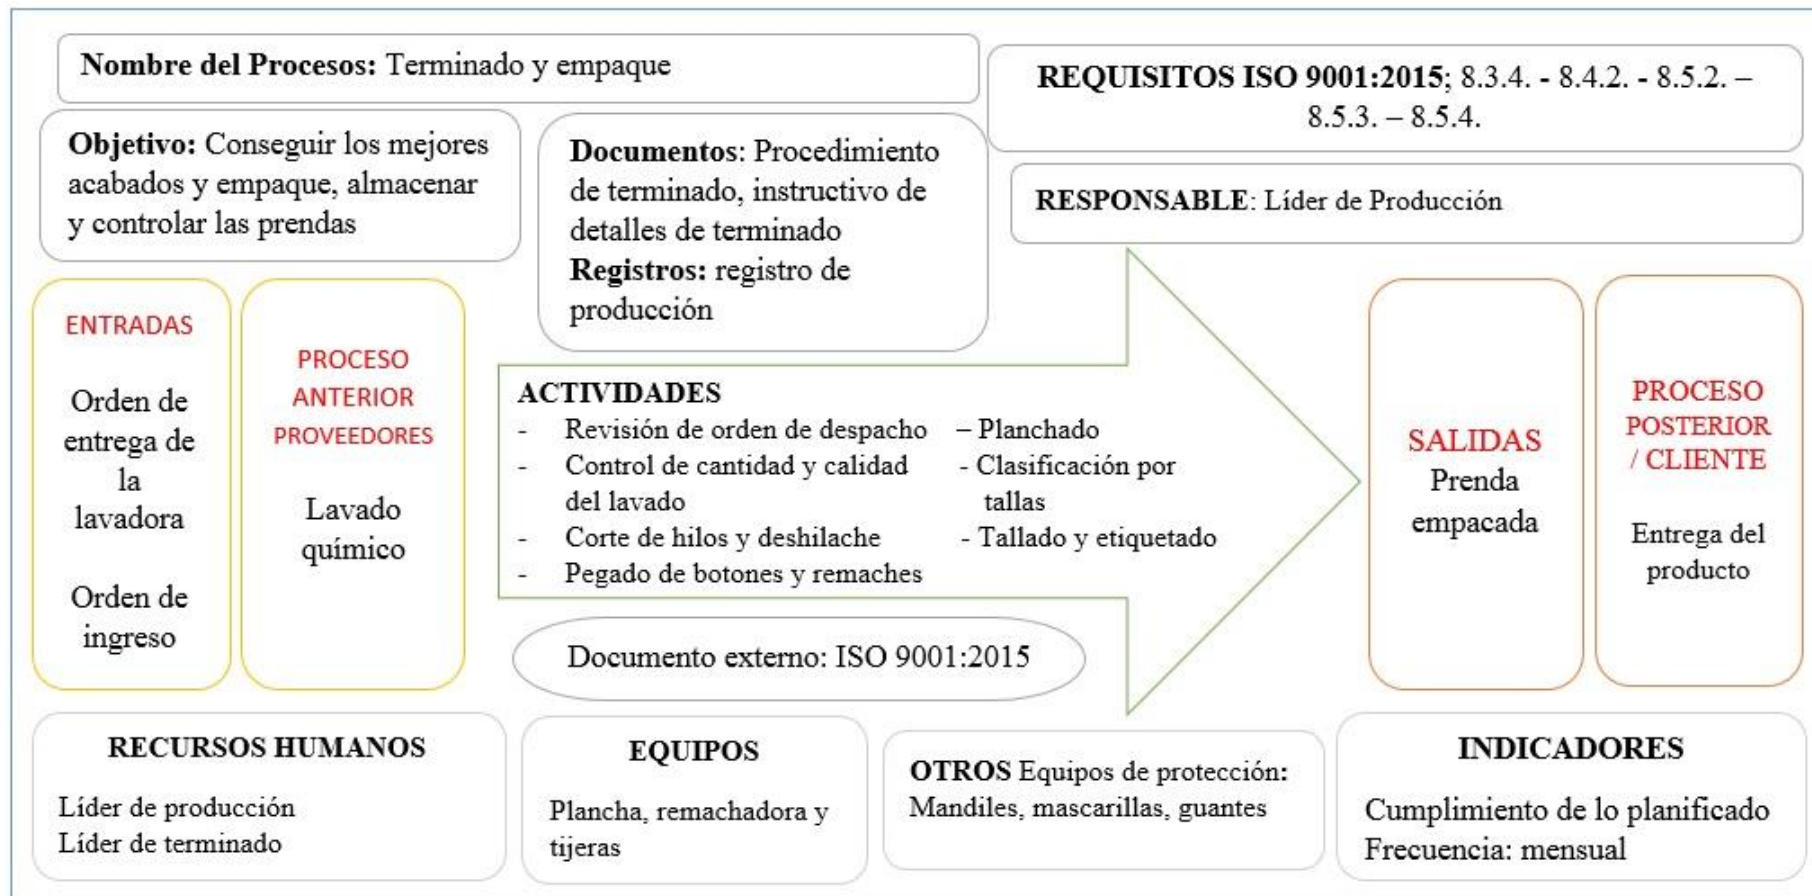 Nombre del Procesos: Terminado y empaque
REQUISITOS ISO 9001:2015; 8.3.4. - 8.4.2. - 8.5.2. –
8.5.3. – 8.5.4.
Objetivo: Conseguir los mejores
acabados y empaque, almacenar
y controlar las prendas
Documentos: Procedimiento
de terminado, instructivo de
detalles de terminado
Registros: registro de
producción
RESPONSABLE: Líder de Producción
ENTRADAS
Orden de
entrega de
la
lavadora
Orden de
ingreso
PROCESO
ANTERIOR
PROVEEDORES
Lavado
químico
ACTIVIDADES
- Revisión de orden de despacho
- Control de cantidad y calidad
del lavado
- Corte de hilos y deshilache
- Pegado de botones y remaches
– Planchado
- Clasificación por
tallas
- Tallado y etiquetado
SALIDAS
Prenda
empacada
PROCESO
POSTERIOR
/ CLIENTE
Entrega del
producto
Documento externo: ISO 9001:2015
RECURSOS HUMANOS
Líder de producción
Líder de terminado
EQUIPOS
Plancha, remachadora y
tijeras
OTROS Equipos de protección:
Mandiles, mascarillas, guantes
INDICADORES
Cumplimiento de lo planificado
Frecuencia: mensual